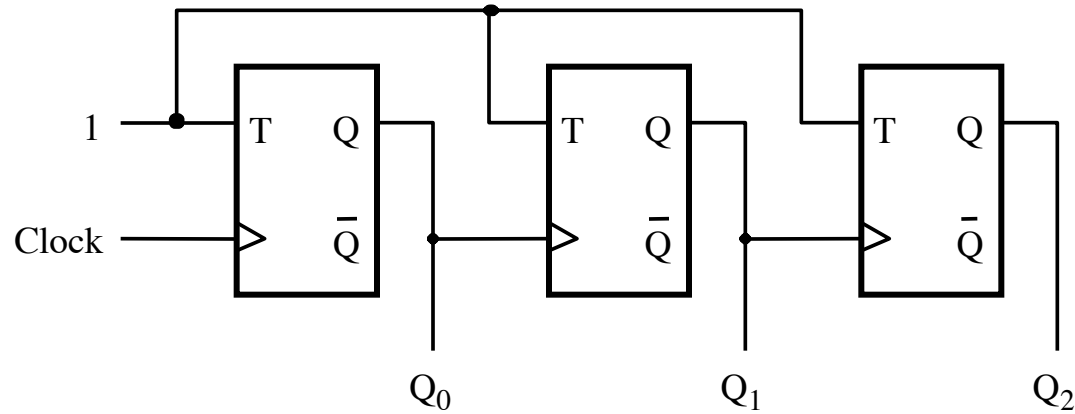 1 T Q T Q T Q
Clock Q̅ Q̅ Q̅
Q₀ Q₁ Q₂